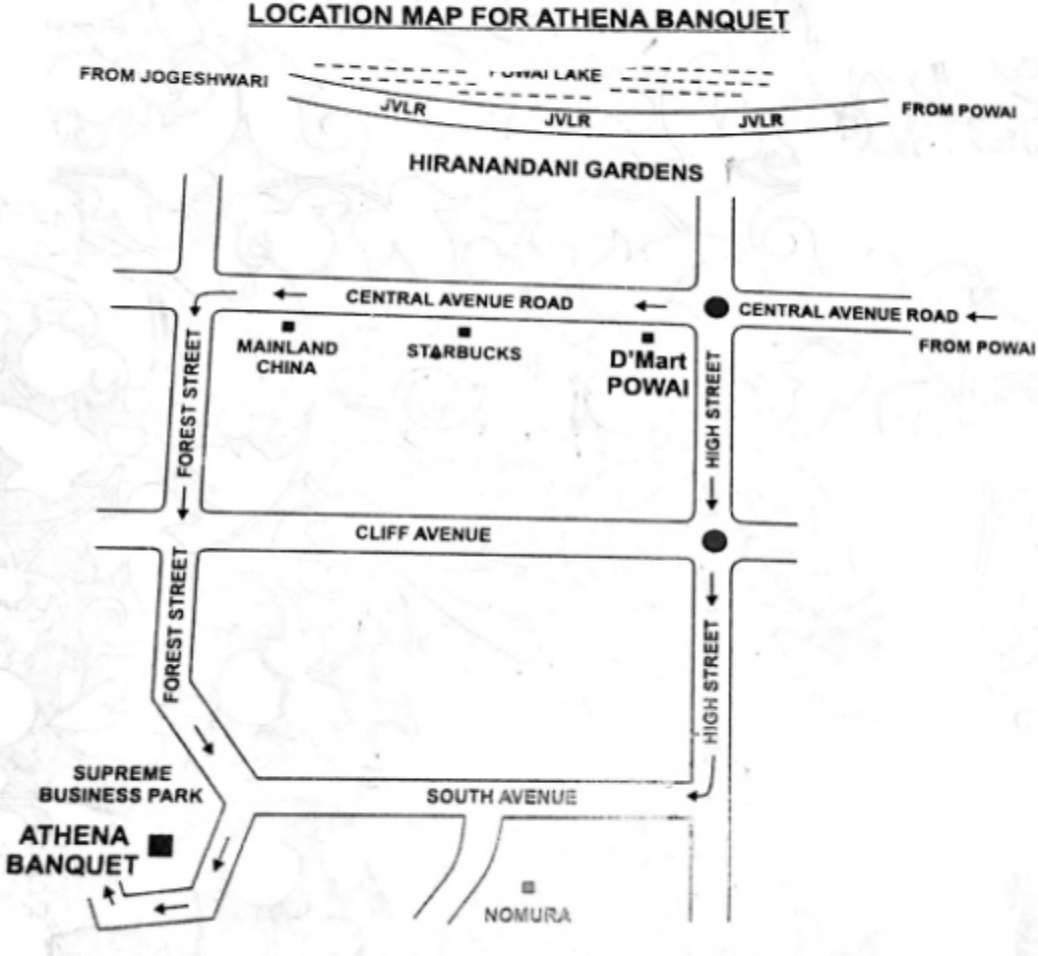 LOCATION MAP FOR ATHENA BANQUET
FROM JOGESHWARI
POWAI LAKE
JVLR
JVLR
JVLR
FROM POWAI
HIRANANDANI GARDENS
CENTRAL AVENUE ROAD
CENTRAL AVENUE ROAD
FROM POWAI
MAINLAND
CHINA
STARBUCKS
D'Mart
POWAI
FOREST STREET
HIGH STREET
CLIFF AVENUE
FOREST STREET
HIGH STREET
SUPREME
BUSINESS PARK
SOUTH AVENUE
ATHENA
BANQUET
NOMURA